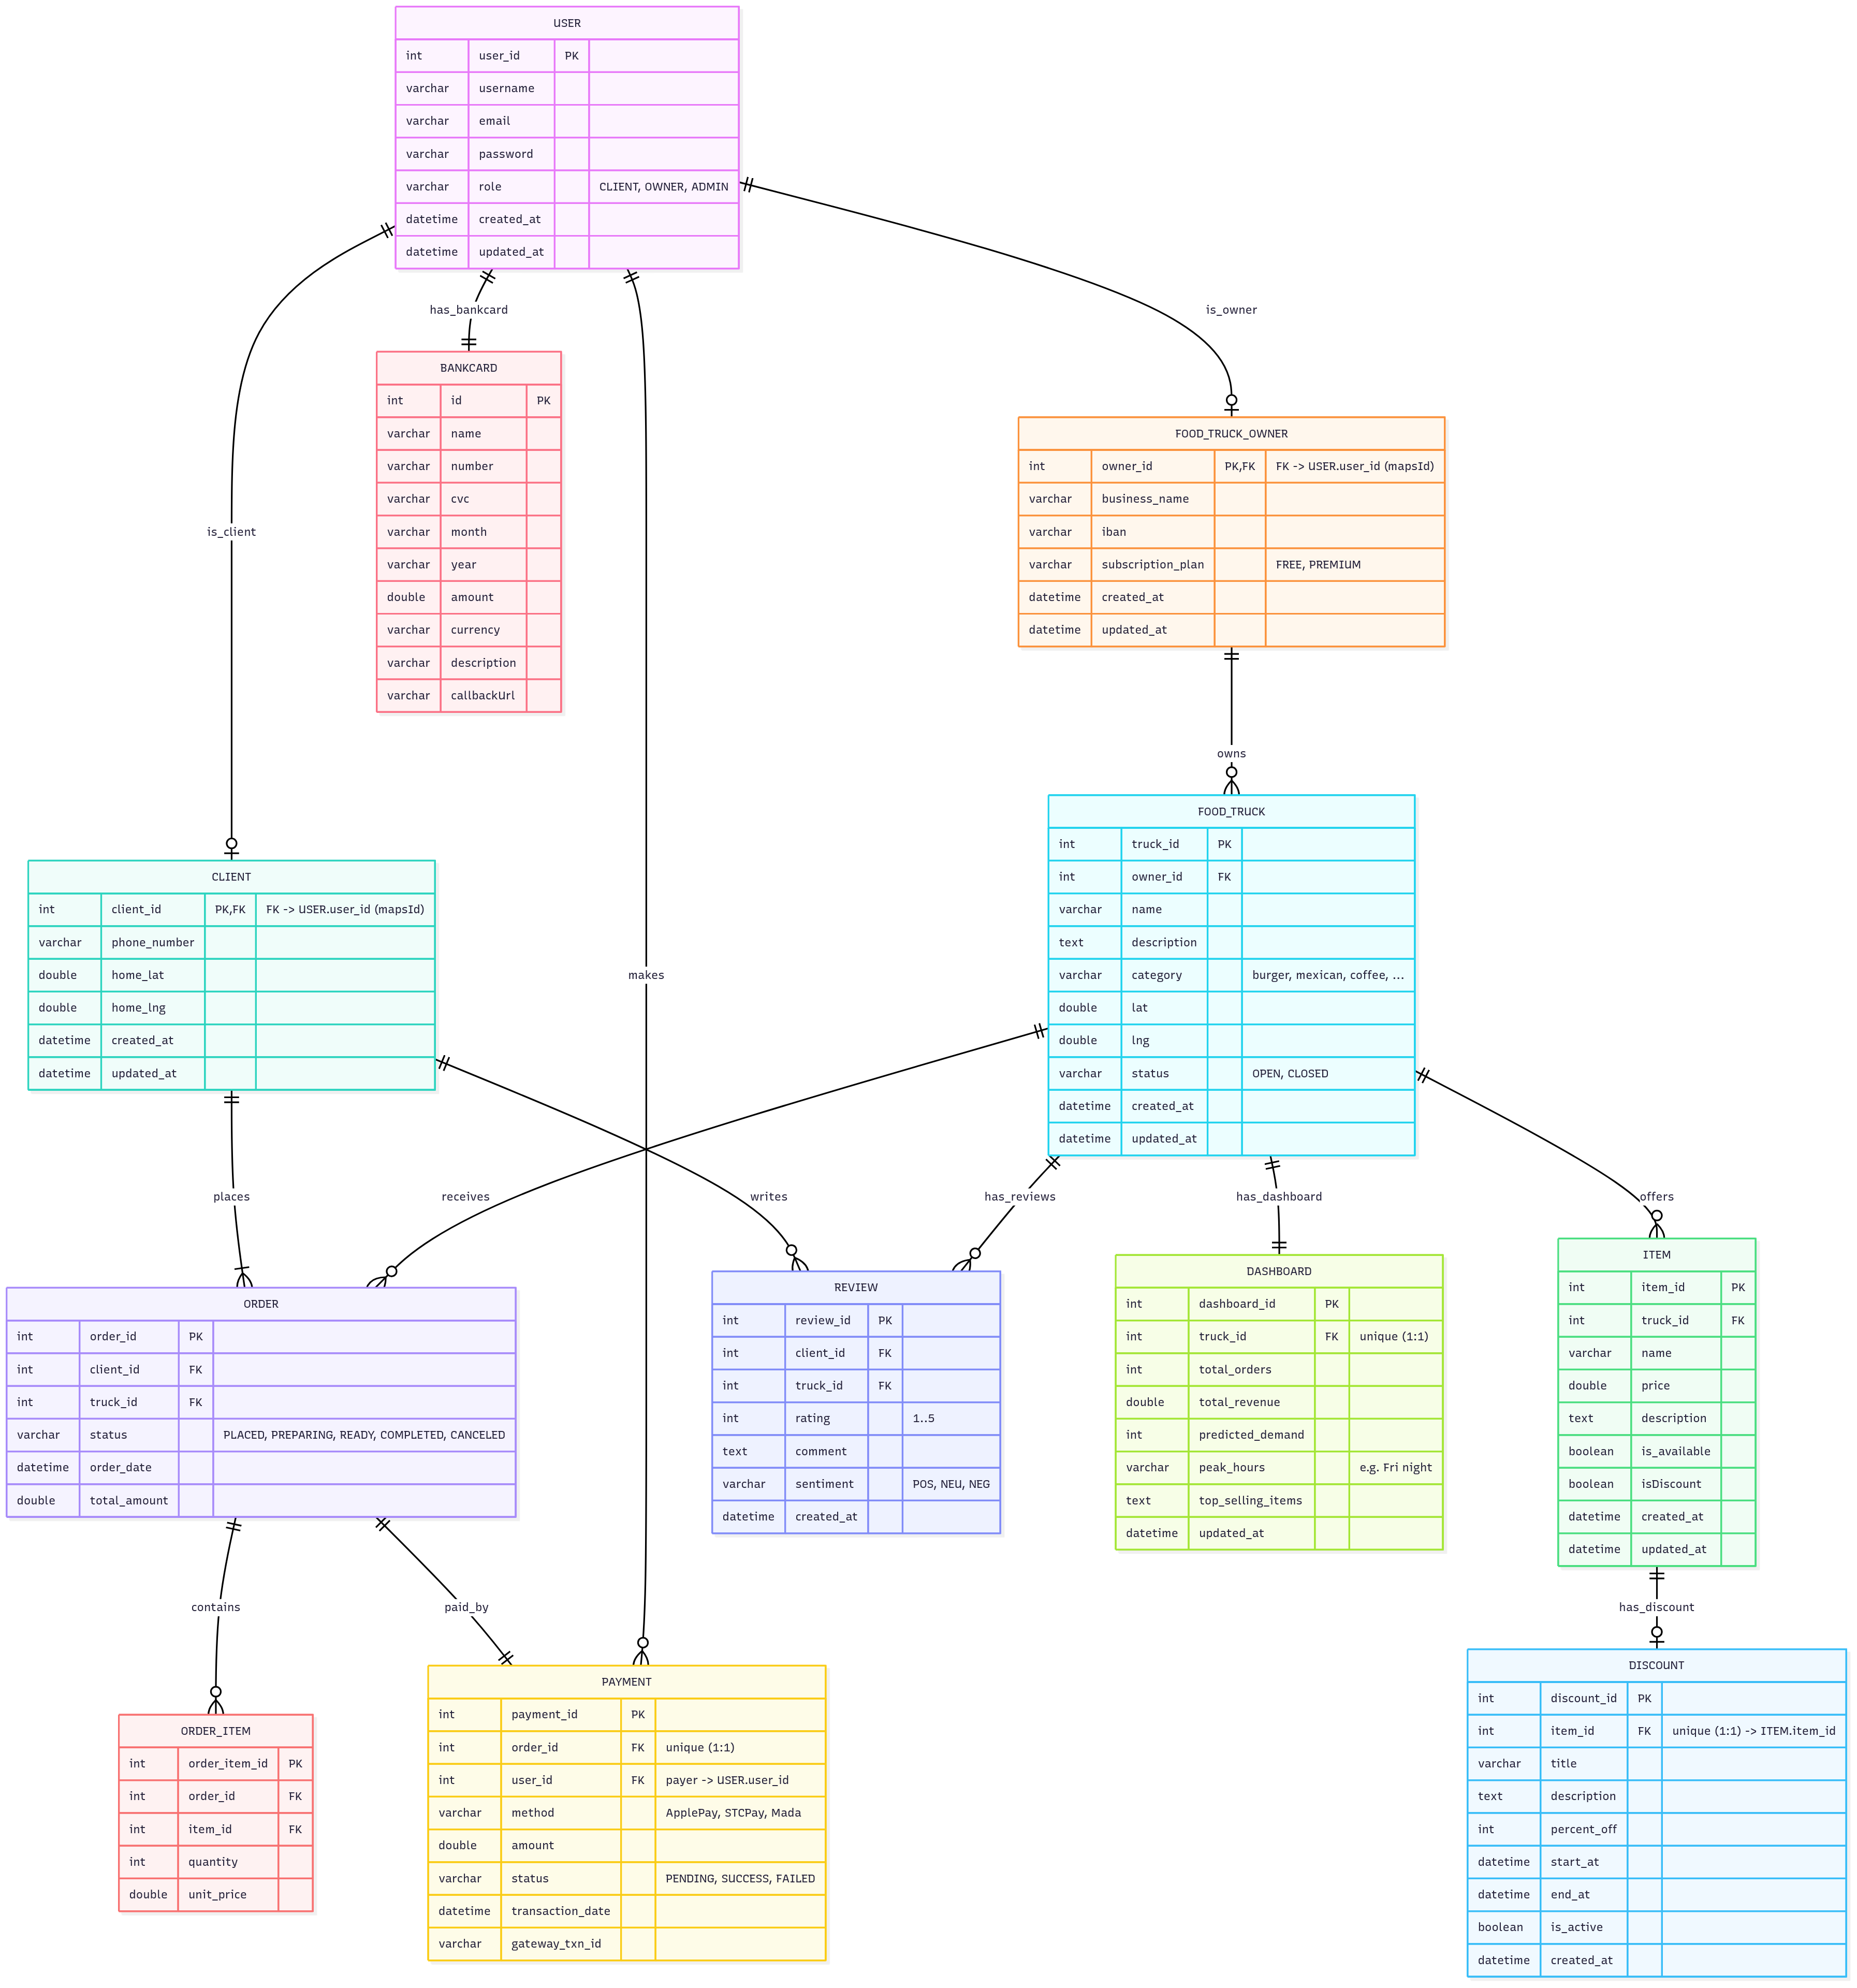 USER
int user_id PK
varchar username
varchar email
varchar password
varchar role CLIENT, OWNER, ADMIN
datetime created_at
datetime updated_at
has_bankcard
is_owner
BANKCARD
int id PK
varchar name
varchar number
varchar cvc
varchar month
varchar year
double amount
varchar currency
varchar description
varchar callbackUrl
FOOD_TRUCK_OWNER
int owner_id PK,FK FK -> USER.user_id (mapsId)
varchar business_name
varchar iban
varchar subscription_plan FREE, PREMIUM
datetime created_at
datetime updated_at
is_client
owns
FOOD_TRUCK
int truck_id PK
int owner_id FK
varchar name
text description
varchar category burger, mexican, coffee, ...
double lat
double lng
varchar status OPEN, CLOSED
datetime created_at
datetime updated_at
CLIENT
int client_id PK,FK FK -> USER.user_id (mapsId)
varchar phone_number
double home_lat
double home_lng
datetime created_at
datetime updated_at
makes
places
receives
writes
has_reviews
has_dashboard
offers
ORDER
int order_id PK
int client_id FK
int truck_id FK
varchar status PLACED, PREPARING, READY, COMPLETED, CANCELED
datetime order_date
double total_amount
REVIEW
int review_id PK
int client_id FK
int truck_id FK
int rating 1..5
text comment
varchar sentiment POS, NEU, NEG
datetime created_at
DASHBOARD
int dashboard_id PK
int truck_id FK unique (1:1)
int total_orders
double total_revenue
int predicted_demand
varchar peak_hours e.g. Fri night
text top_selling_items
datetime updated_at
ITEM
int item_id PK
int truck_id FK
varchar name
double price
text description
boolean is_available
boolean isDiscount
datetime created_at
datetime updated_at
contains
paid_by
has_discount
ORDER_ITEM
int order_item_id PK
int order_id FK
int item_id FK
int quantity
double unit_price
PAYMENT
int payment_id PK
int order_id FK unique (1:1)
int user_id FK payer -> USER.user_id
varchar method ApplePay, STCPay, Mada
double amount
varchar status PENDING, SUCCESS, FAILED
datetime transaction_date
varchar gateway_txn_id
DISCOUNT
int discount_id PK
int item_id FK unique (1:1) -> ITEM.item_id
varchar title
text description
int percent_off
datetime start_at
datetime end_at
boolean is_active
datetime created_at